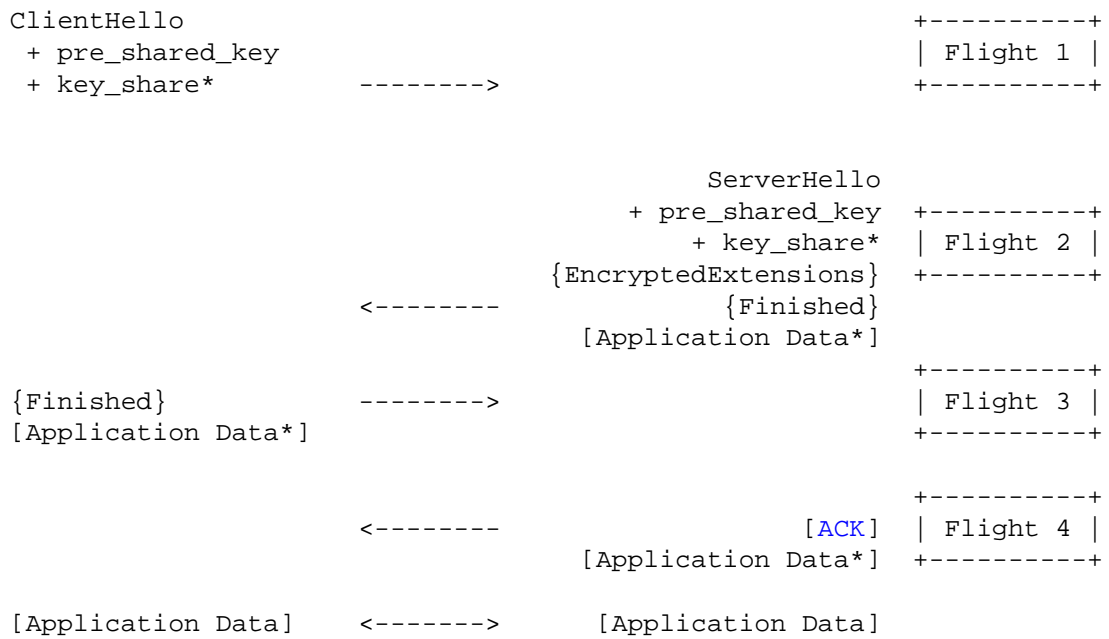 ClientHello                                              +----------+
 + pre_shared_key                                        | Flight 1 |
 + key_share*         -------->                          +----------+
                                            ServerHello
                                       + pre_shared_key  +----------+
                                           + key_share*  | Flight 2 |
                                  {EncryptedExtensions}  +----------+
                      <--------              {Finished}
                                    [Application Data*]
                                                         +----------+
{Finished}            -------->                          | Flight 3 |
[Application Data*]                                      +----------+
                                                         +----------+
                      <--------                   [ACK]  | Flight 4 |
                                    [Application Data*]  +----------+
[Application Data]    <------->      [Application Data]